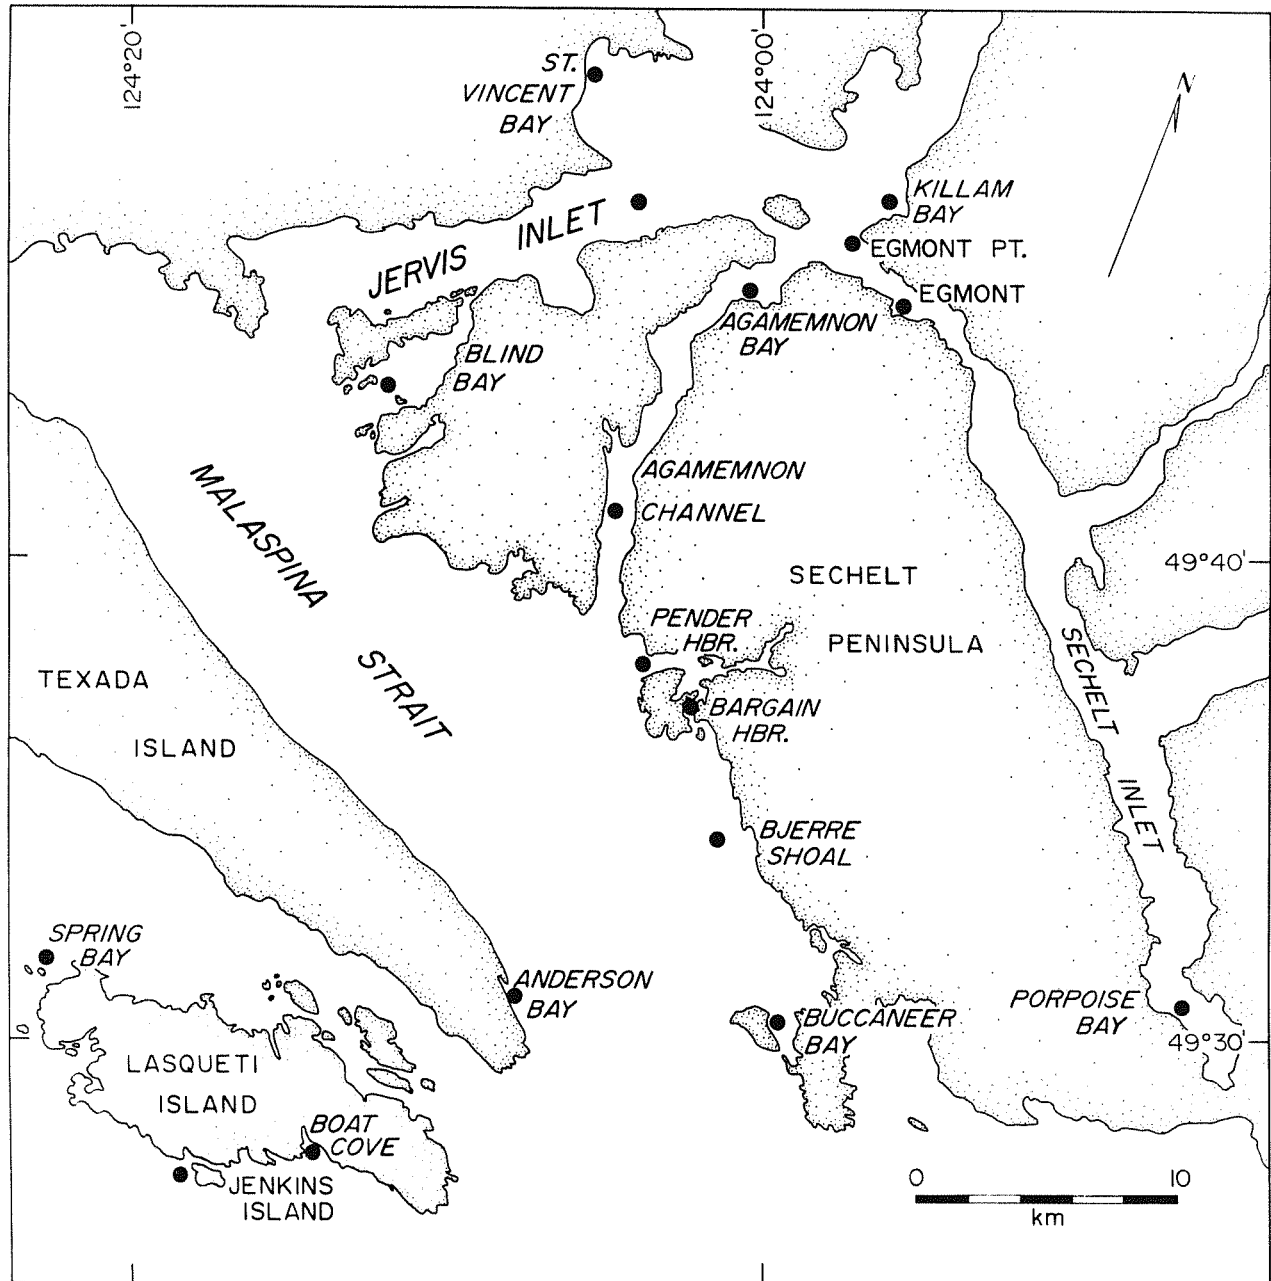 124°20'
124°00'
ST.
VINCENT
BAY
N
KILLAM
BAY
JERVIS INLET
EGMONT PT.
EGMONT
AGAMEMNON
BAY
BLIND
BAY
AGAMEMNON
CHANNEL
MALASPINA
STRAIT
49°40'
SECHELT
PENINSULA
PENDER
HBR.
SECHELT
INLET
TEXADA
ISLAND
BARGAIN
HBR.
BJERRE
SHOAL
SPRING
BAY
ANDERSON
BAY
BUCCANEER
BAY
PORPOISE
BAY
49°30'
10
LASQUETI
ISLAND
BOAT
COVE
JENKINS
ISLAND
0 10
km